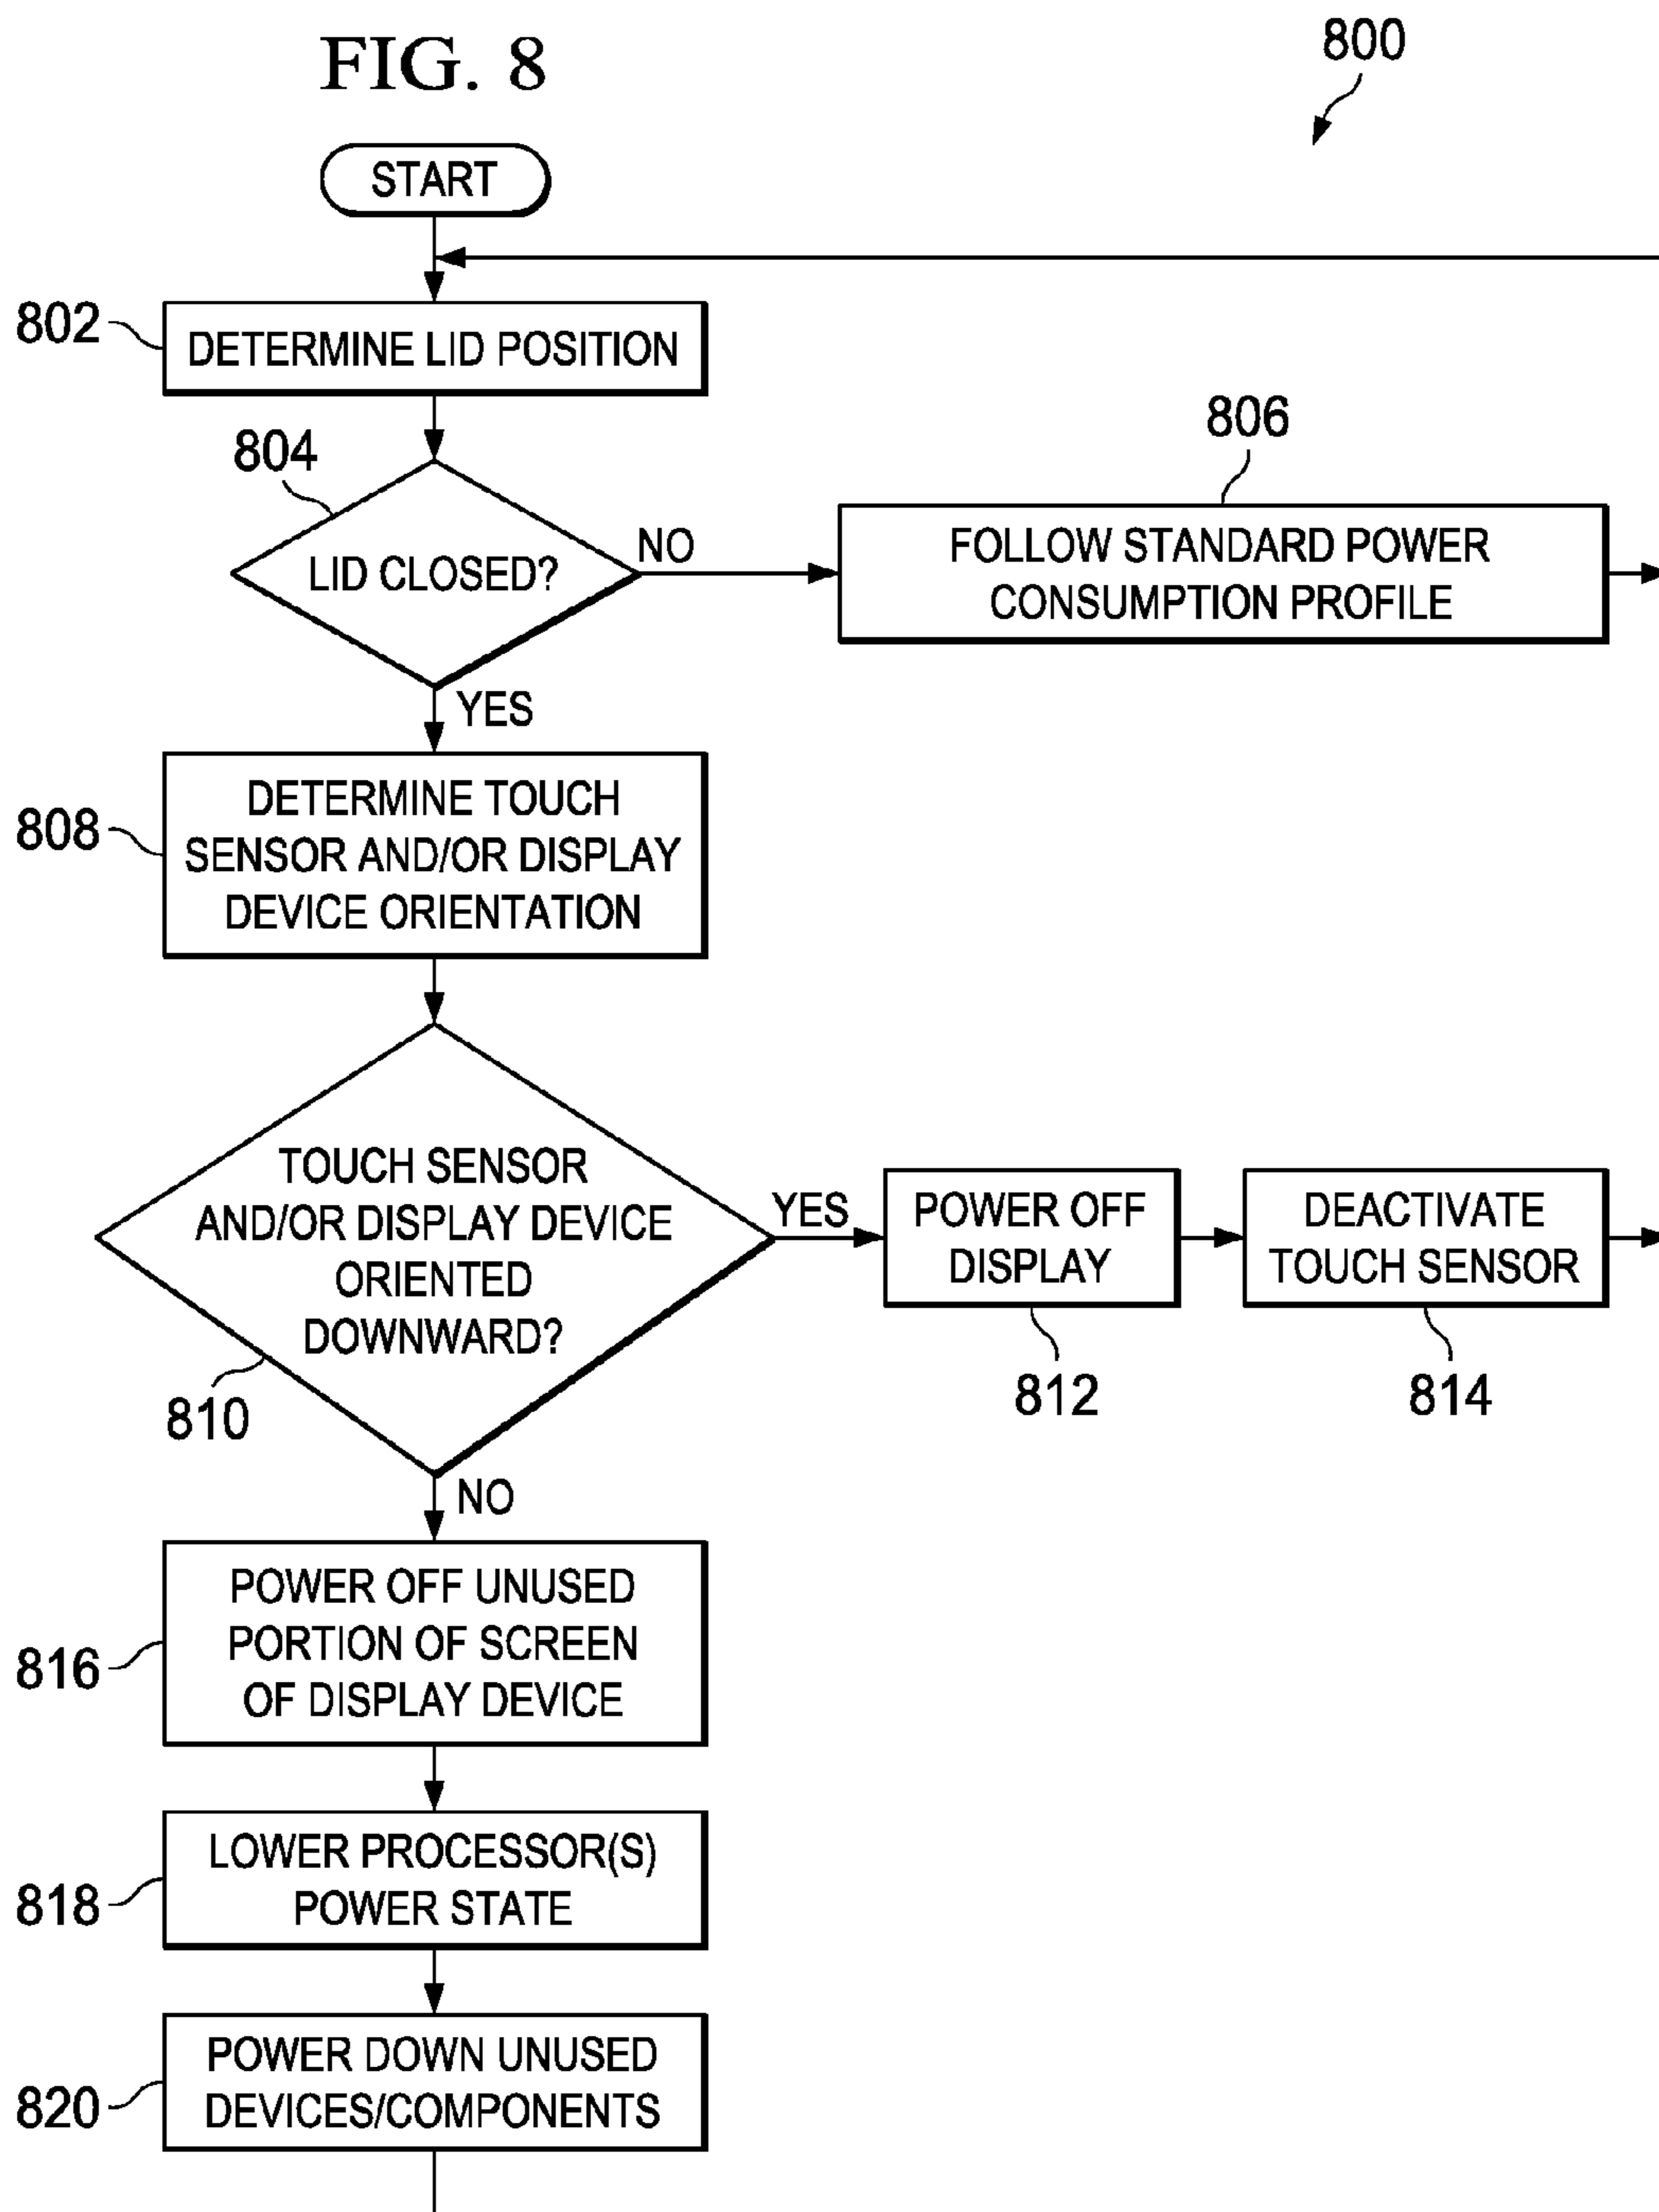 FIG. 8
800
START
802
DETERMINE LID POSITION
804
LID CLOSED?
NO
806
FOLLOW STANDARD POWER
CONSUMPTION PROFILE
YES
808
DETERMINE TOUCH
SENSOR AND/OR DISPLAY
DEVICE ORIENTATION
TOUCH SENSOR
AND/OR DISPLAY DEVICE
ORIENTED
DOWNWARD?
810
YES
POWER OFF
DISPLAY
812
DEACTIVATE
TOUCH SENSOR
814
NO
816
POWER OFF UNUSED
PORTION OF SCREEN
OF DISPLAY DEVICE
818
LOWER PROCESSOR(S)
POWER STATE
820
POWER DOWN UNUSED
DEVICES/COMPONENTS